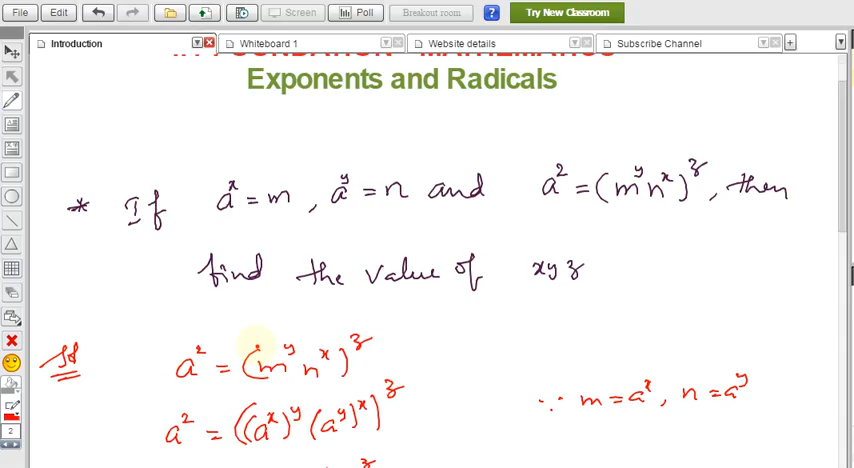 File Edit Screen Poll Breakout room ? Try New Classroom
Introduction Whiteboard 1 Website details Subscribe Channel
Exponents and Radicals
* If a^x = m, a^y = n and a^2 = (m^y n^x)^z, then
find the value of xyz
a^2 = (m^y n^x)^z
a^2 = ((a^x)^y (a^y)^x)^z ∵ m = a^x, n = a^y
2